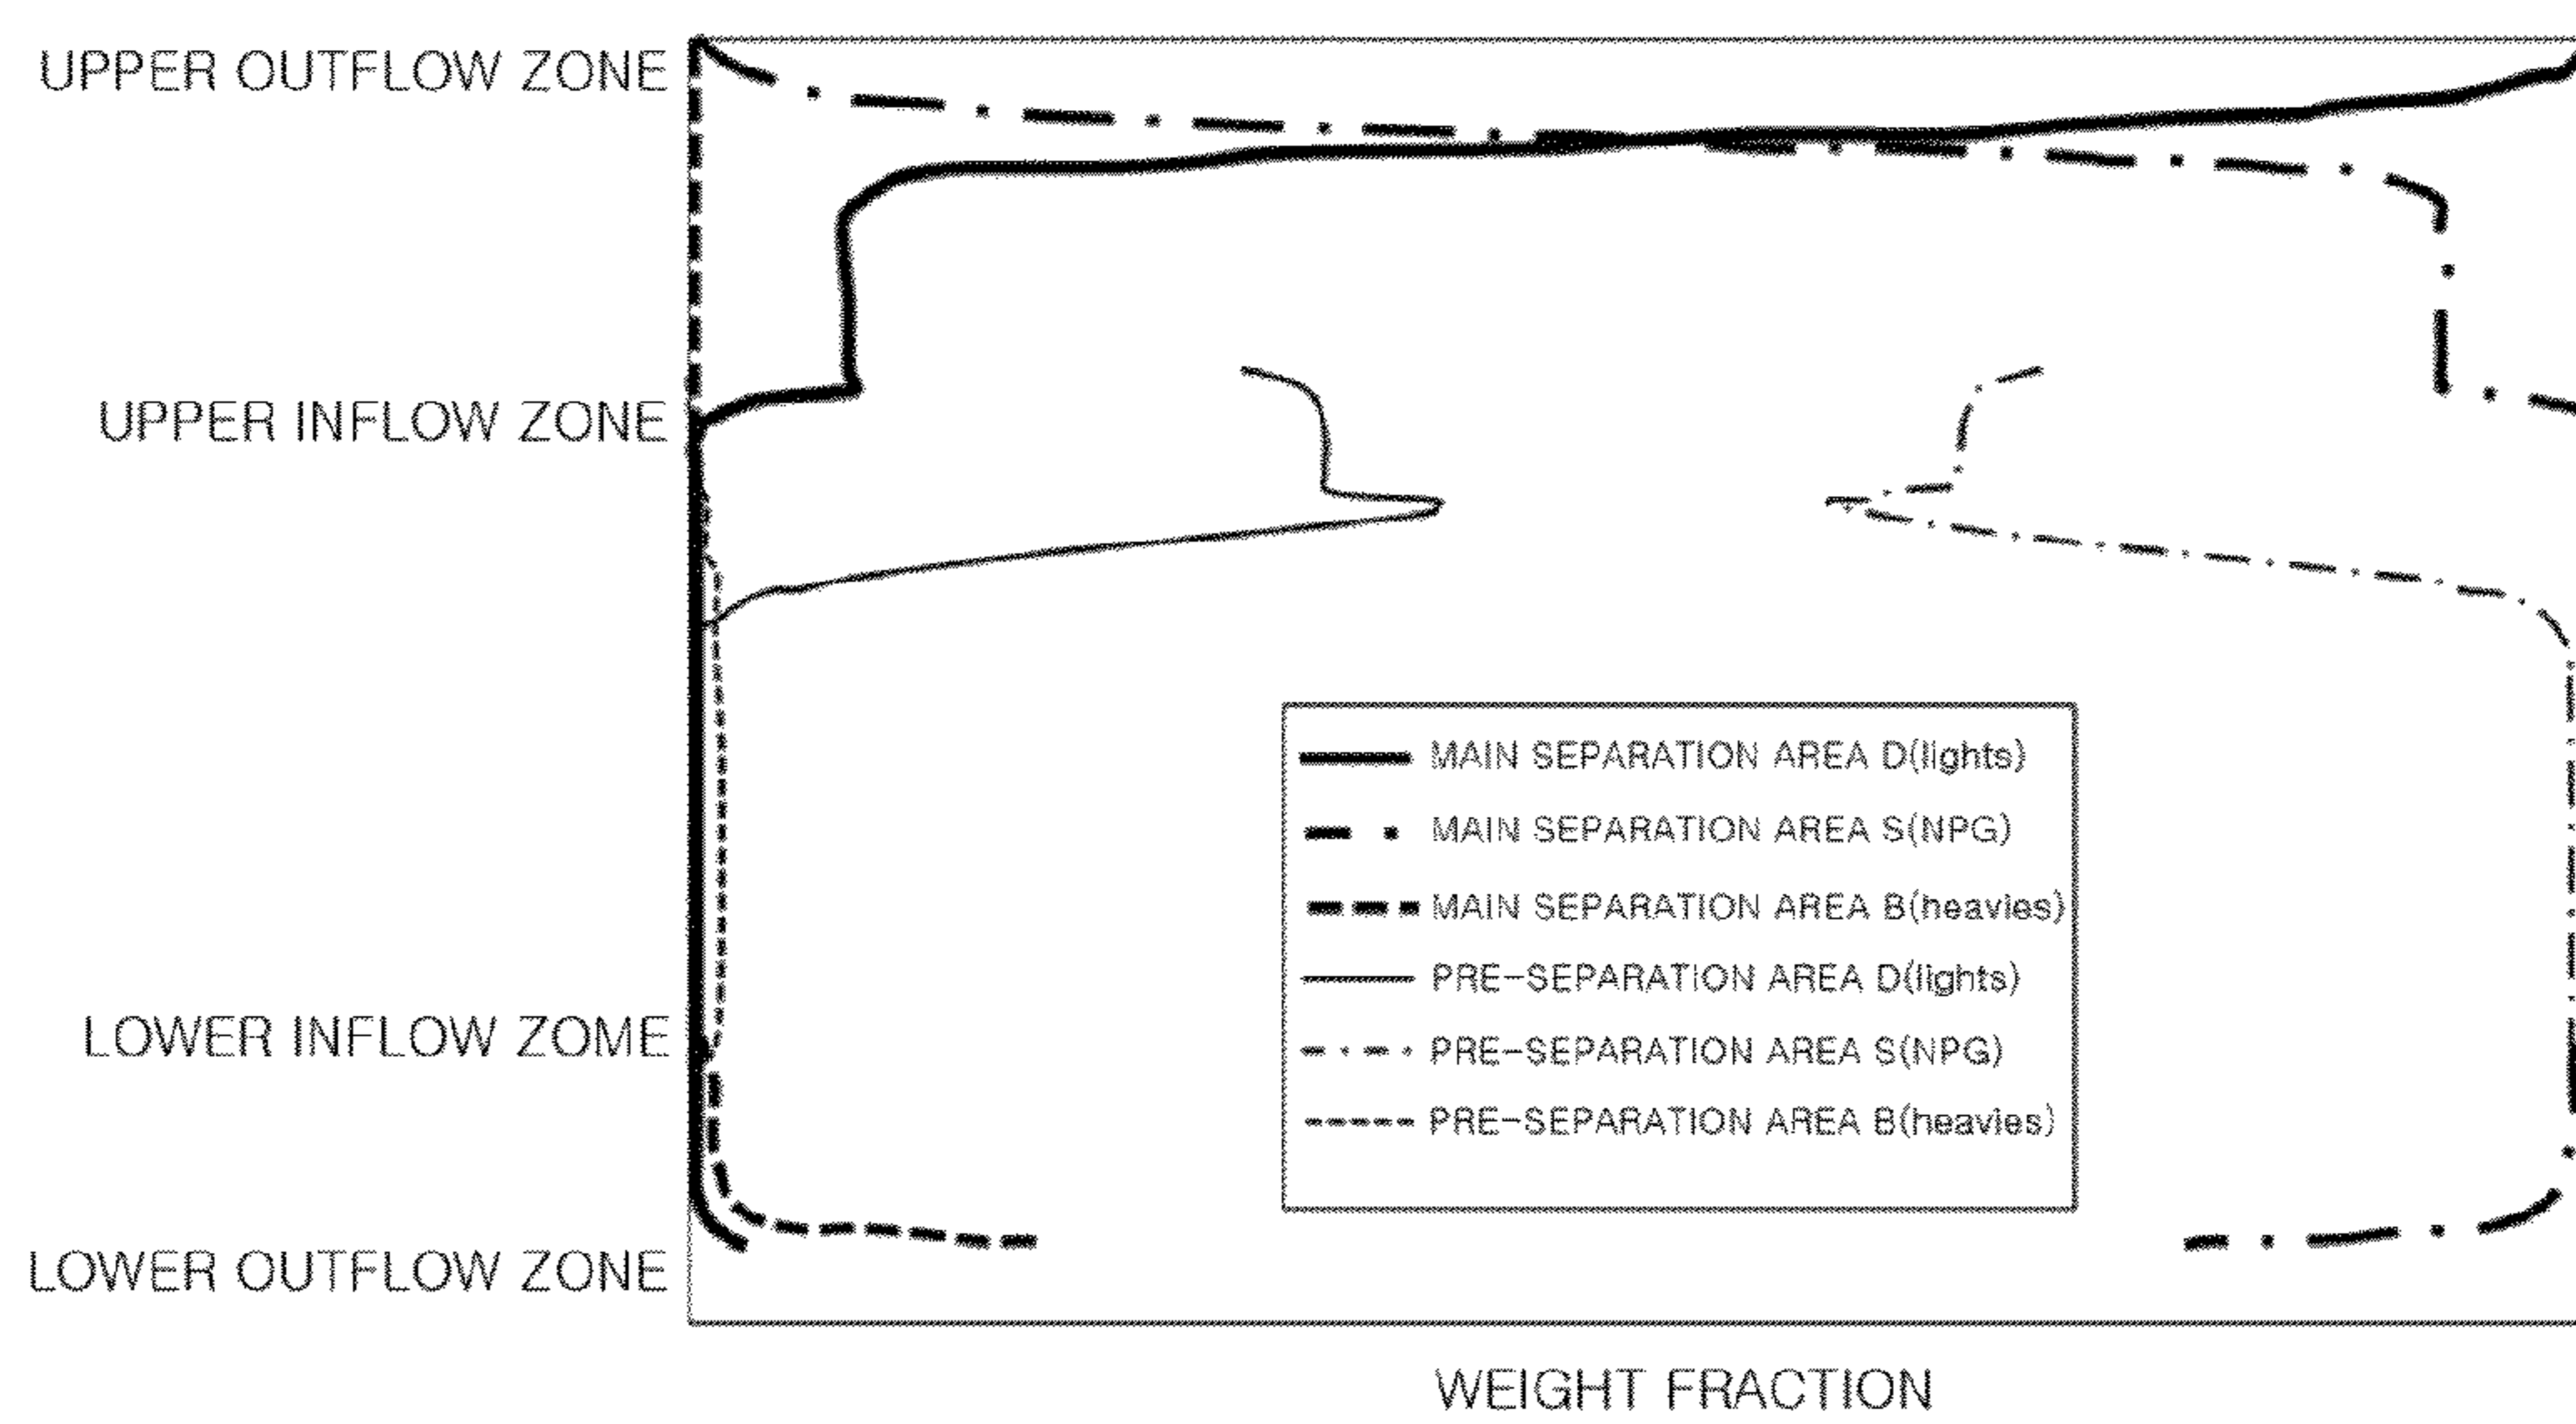 UPPER OUTFLOW ZONE
UPPER INFLOW ZONE
MAIN SEPARATION AREA D(lights)
MAIN SEPARATION AREA S(NPG)
MAIN SEPARATION AREA B(heavies)
PRE-SEPARATION AREA D(lights)
LOWER INFLOW ZOME
PRE-SEPARATION AREA S(NPG)
PRE-SEPARATION AREA B(heavies)
LOWER OUTFLOW ZONE
WEIGHT FRACTION